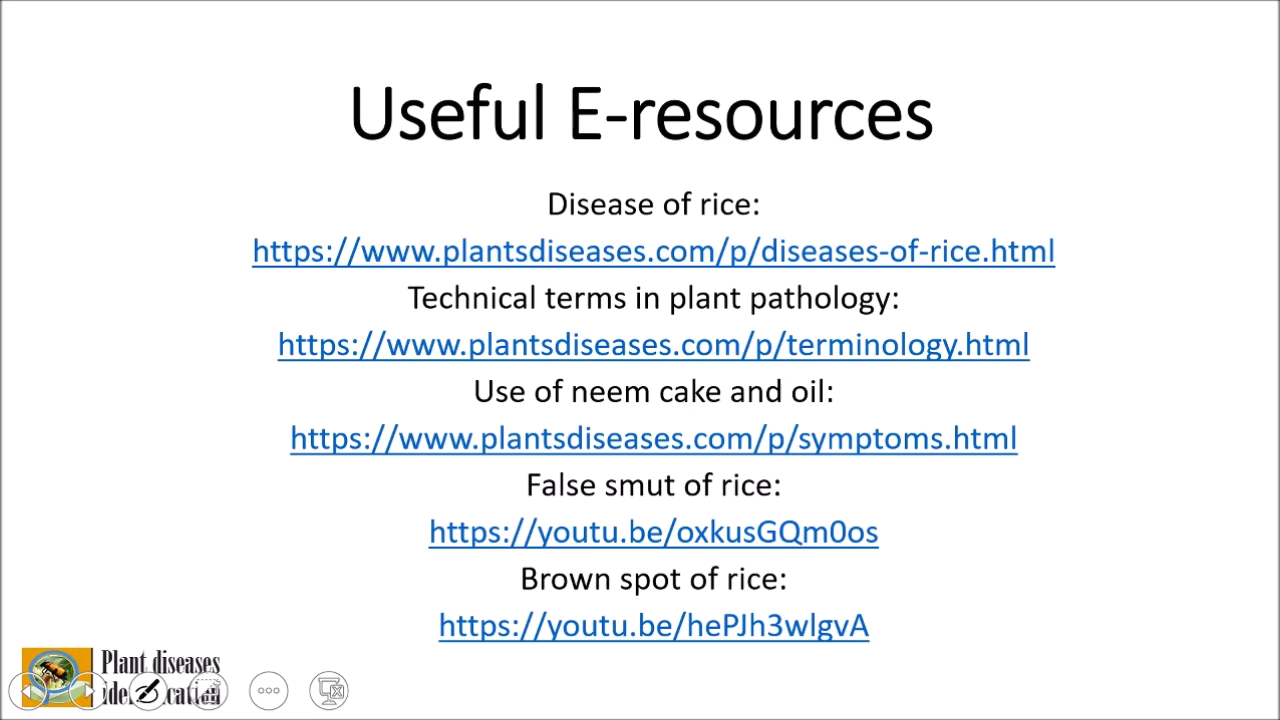 Useful E-resources
Disease of rice:
https://www.plantsdiseases.com/p/diseases-of-rice.html
Technical terms in plant pathology:
https://www.plantsdiseases.com/p/terminology.html
Use of neem cake and oil:
https://www.plantsdiseases.com/p/symptoms.html
False smut of rice:
https://youtu.be/oxkusGQm0os
Brown spot of rice:
https://youtu.be/hePJh3wlgvA
Plant diseases
identification